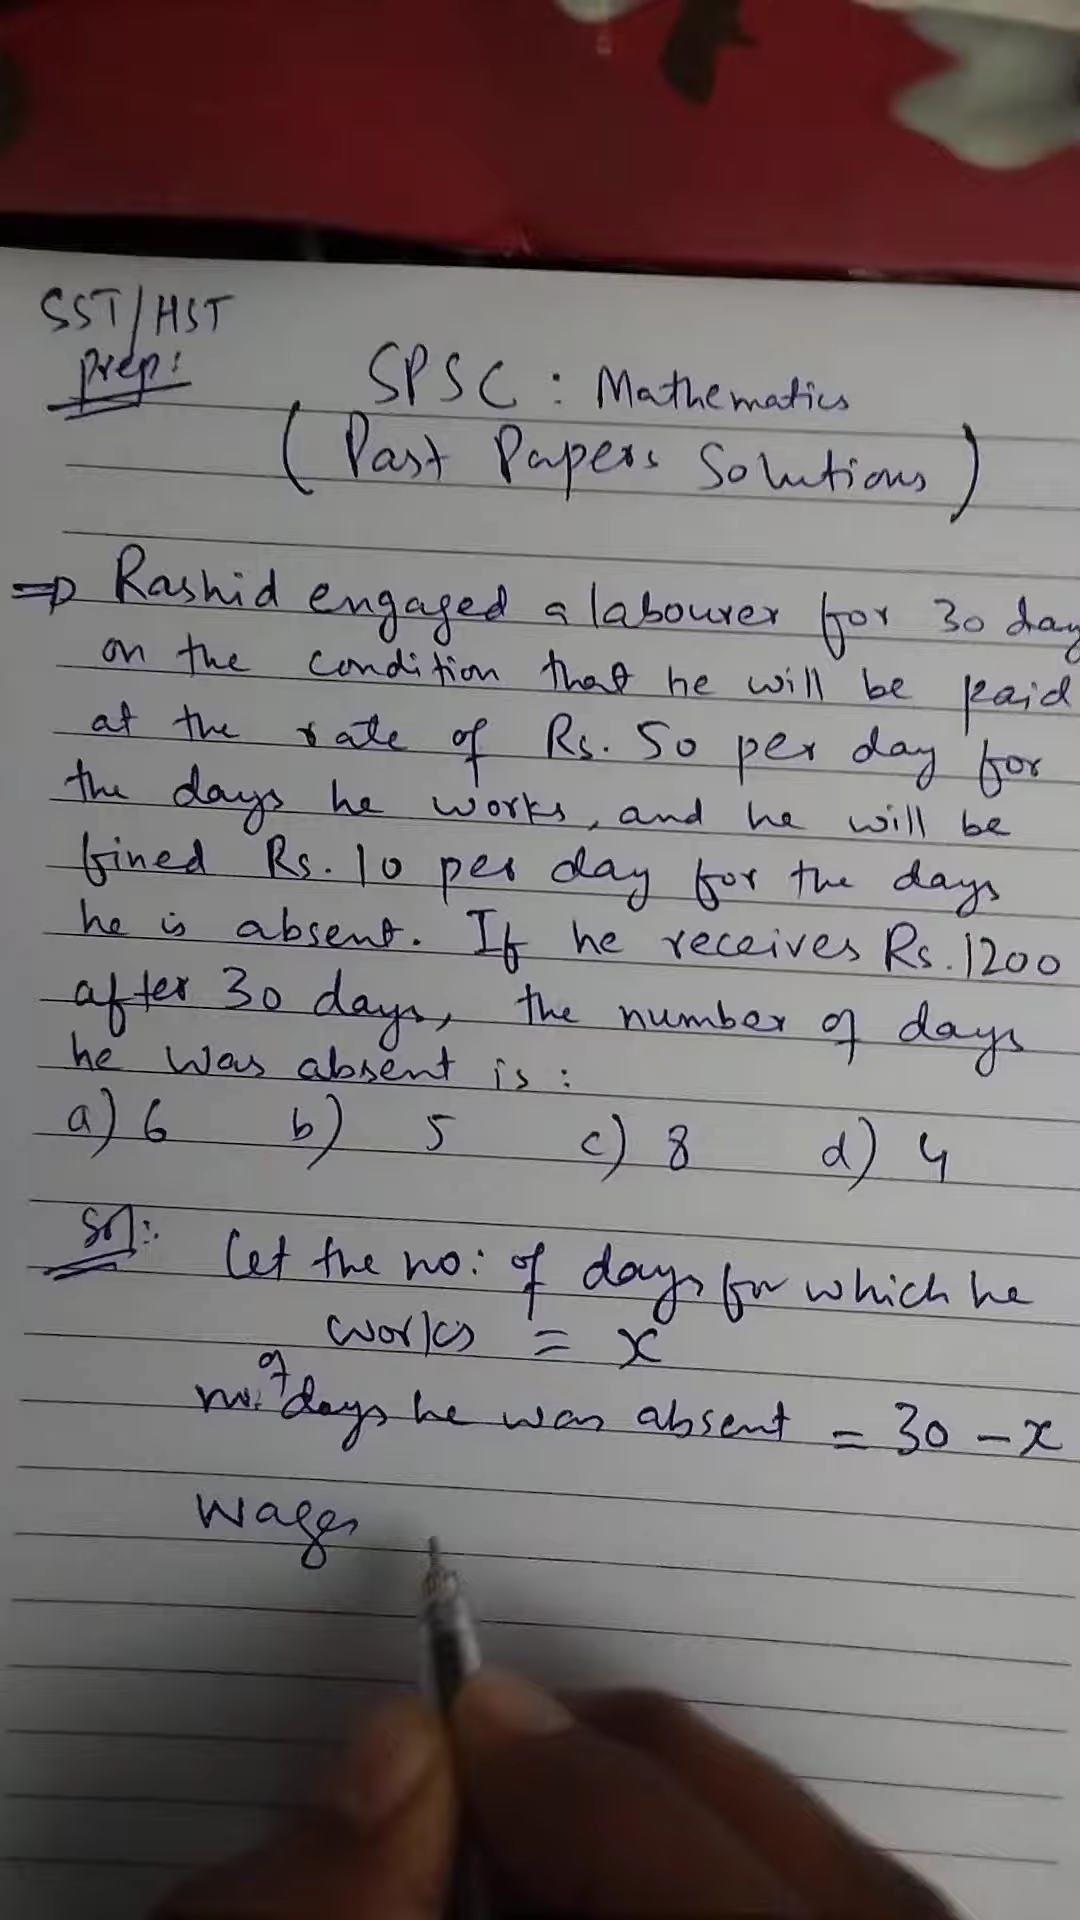 SST/HST
Prep:
SPSC : Mathematics
( Past Papers Solutions )
⇒ Rashid engaged a labourer for 30 day
on the condition that he will be paid
at the rate of Rs. 50 per day for
the days he works, and he will be
fined Rs. 10 per day for the days
he is absent. If he receives Rs. 1200
after 30 days, the number of days
he was absent is :
a) 6 b) 5 c) 8 d) 4
Sol:. Let the no: of days for which he
works = x
no: of days he was absent = 30 - x
Wages